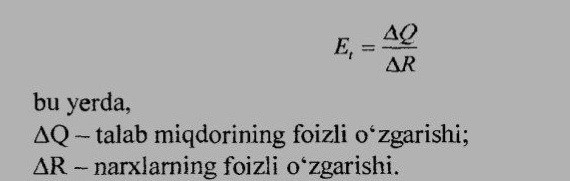 E_t = ΔQ / ΔR
bu yerda,
ΔQ – talab miqdorining foizli o‘zgarishi;
ΔR – narxlarning foizli o‘zgarishi.